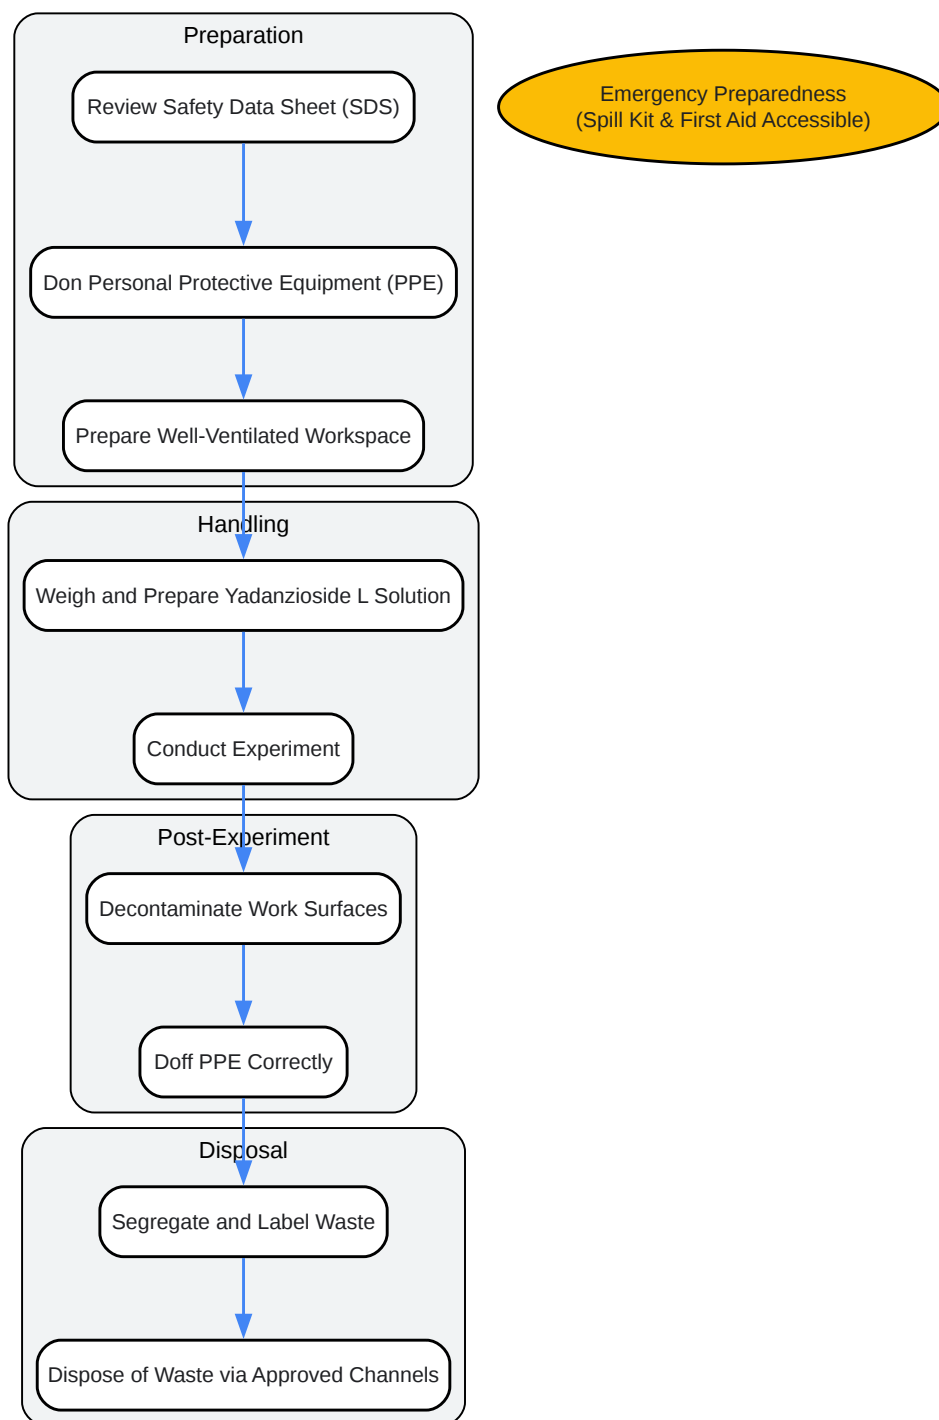 Preparation
Review Safety Data Sheet (SDS)
Emergency Preparedness
(Spill Kit & First Aid Accessible)
Don Personal Protective Equipment (PPE)
Prepare Well-Ventilated Workspace
Handling
Weigh and Prepare Yadanzioside L Solution
Conduct Experiment
Post-Experiment
Decontaminate Work Surfaces
Doff PPE Correctly
Disposal
Segregate and Label Waste
Dispose of Waste via Approved Channels